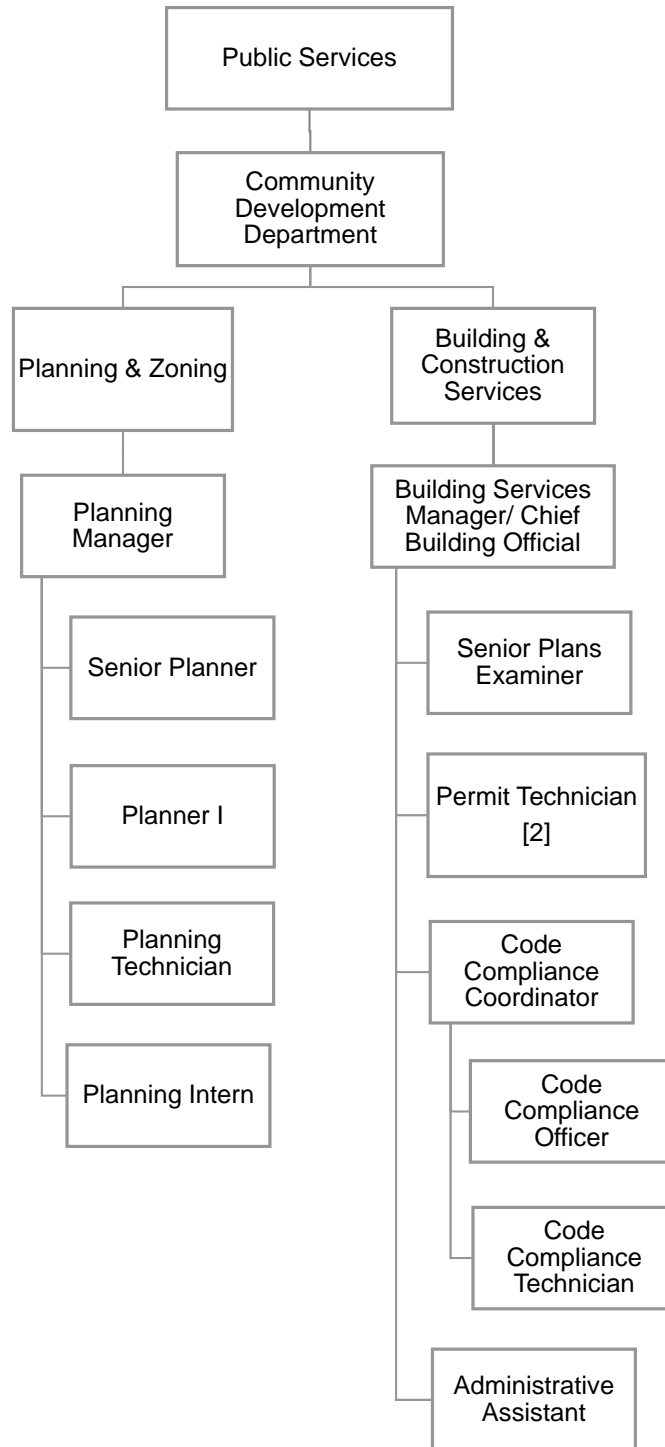 Public Services
Community
Development
Department
Planning & Zoning
Building &
Construction
Services
Planning
Manager
Building Services
Manager/ Chief
Building Official
Senior Planner
Senior Plans
Examiner
Planner I
Permit Technician
[2]
Planning
Technician
Code
Compliance
Coordinator
Planning Intern
Code
Compliance
Officer
Code
Compliance
Technician
Administrative
Assistant